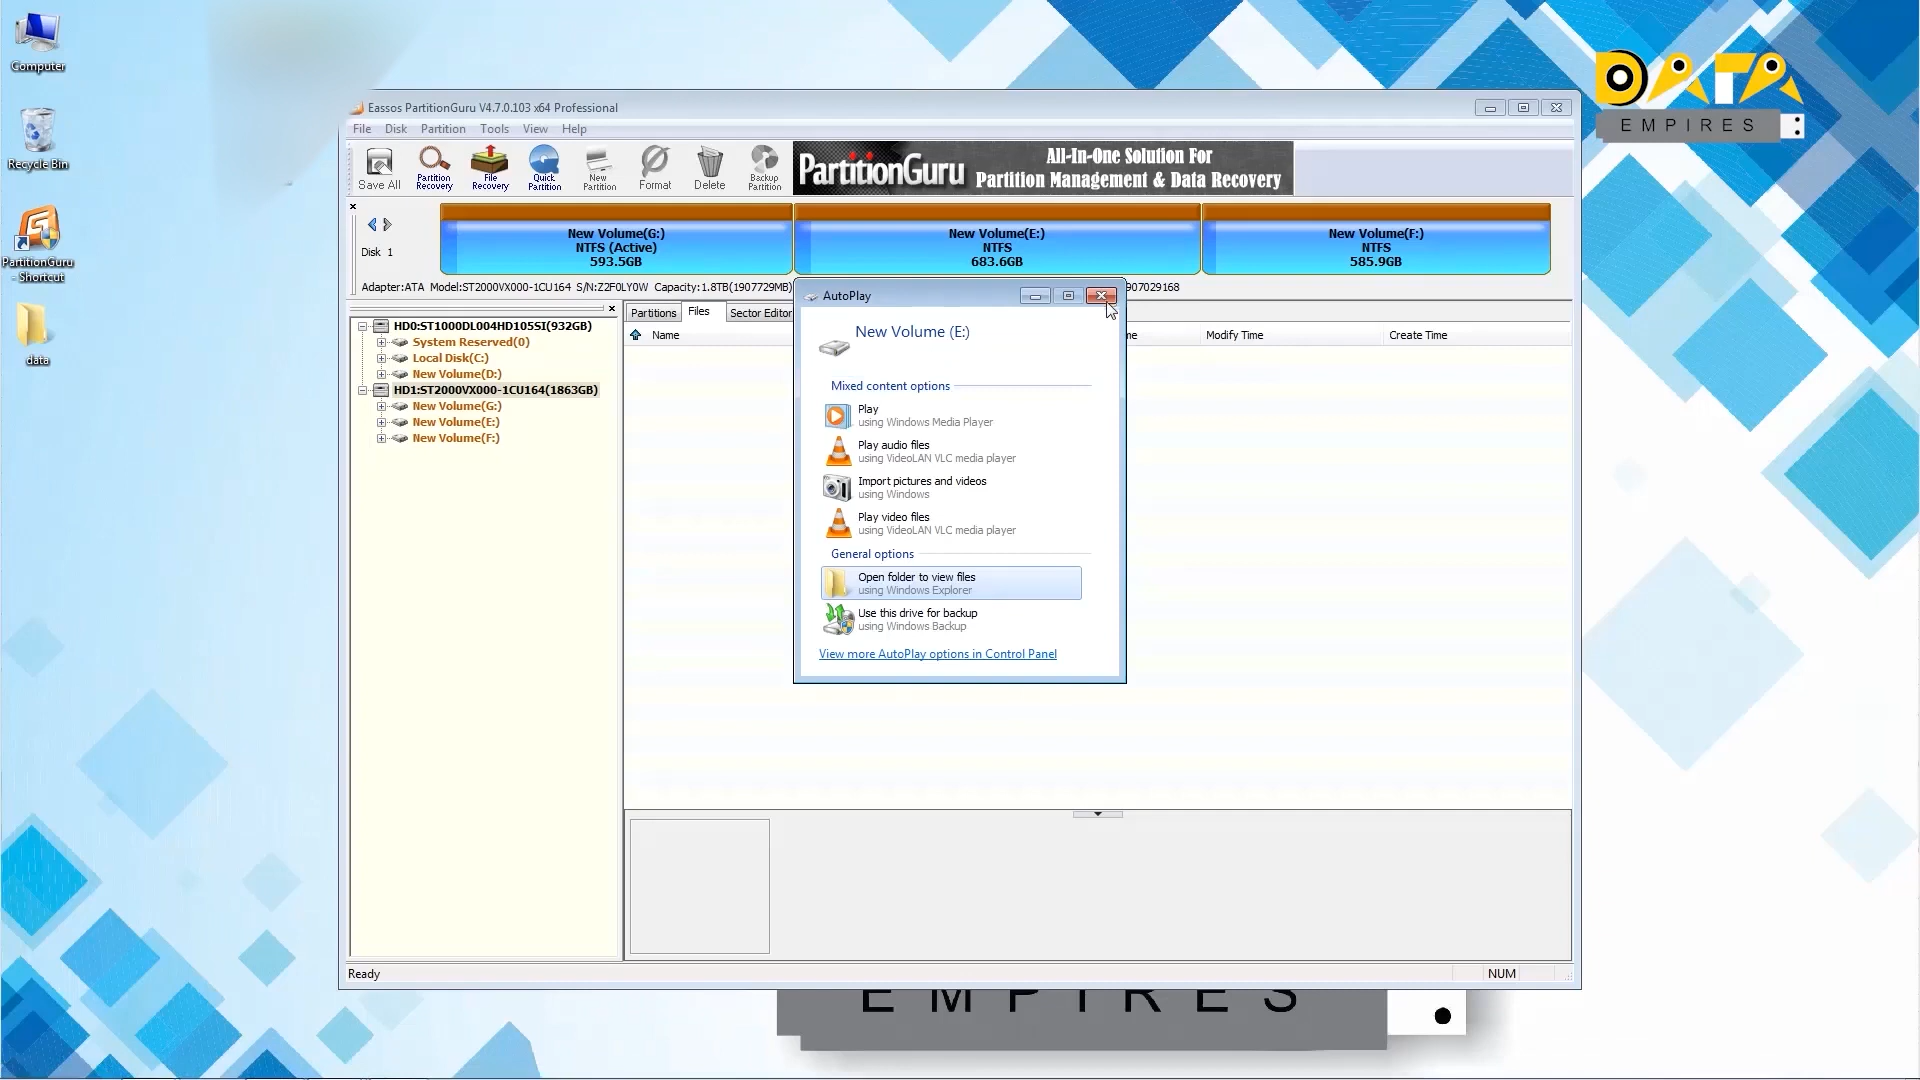 Computer
Recycle Bin
PartitionGuru
- Shortcut
data
DATA
EMPIRES
Eassos PartitionGuru V4.7.0.103 x64 Professional
File Disk Partition Tools View Help
Save All
Partition Recovery
File Recovery
Quick Partition
New Partition
Format
Delete
Backup Partition
PartitionGuru
All-In-One Solution For
Partition Management & Data Recovery
Disk 1
New Volume(G:)
NTFS (Active)
593.5GB
New Volume(E:)
NTFS
683.6GB
New Volume(F:)
NTFS
585.9GB
Adapter:ATA Model:ST2000VX000-1CU164 S/N:Z2F0LY0W Capacity:1.8TB(1907729MB) 907029168
HD0:ST1000DL004HD105SI(932GB)
System Reserved(0)
Local Disk(C:)
New Volume(D:)
HD1:ST2000VX000-1CU164(1863GB)
New Volume(G:)
New Volume(E:)
New Volume(F:)
Partitions Files Sector Editor
Name Modify Time Create Time
AutoPlay
New Volume (E:)
Mixed content options
Play
using Windows Media Player
Play audio files
using VideoLAN VLC media player
Import pictures and videos
using Windows
Play video files
using VideoLAN VLC media player
General options
Open folder to view files
using Windows Explorer
Use this drive for backup
using Windows Backup
View more AutoPlay options in Control Panel
Ready
NUM
EMPIRES